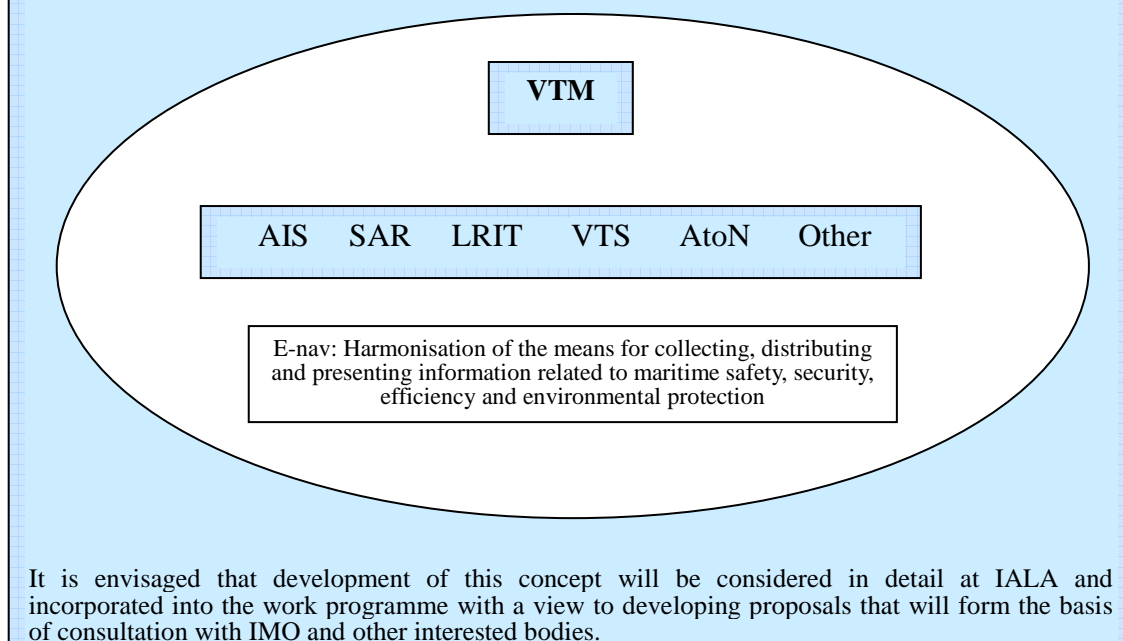 VTM
AIS SAR LRIT VTS AtoN Other
E-nav: Harmonisation of the means for collecting, distributing
and presenting information related to maritime safety, security,
efficiency and environmental protection
It is envisaged that development of this concept will be considered in detail at IALA and
incorporated into the work programme with a view to developing proposals that will form the basis
of consultation with IMO and other interested bodies.